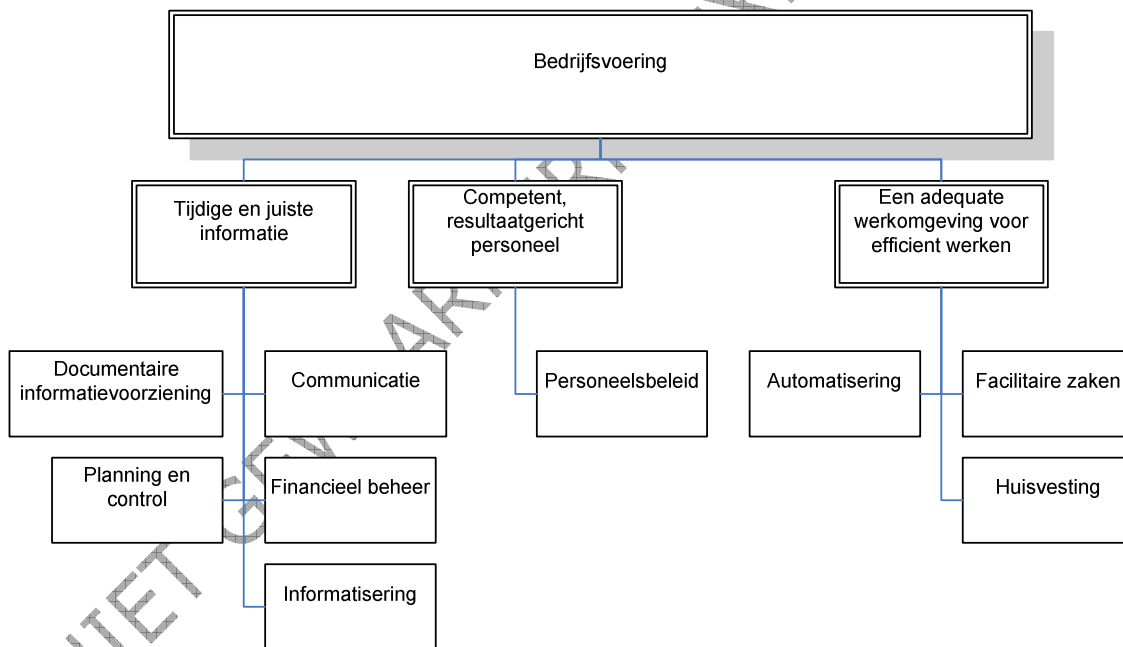 Bedrijfsvoering
Tijdige en juiste
informatie
Competent,
resultaatgericht
personeel
Een adequate
werkomgeving voor
efficient werken
Documentaire
informatievoorziening
Communicatie
Personeelsbeleid
Automatisering
Facilitaire zaken
Planning en
control
Financieel beheer
Huisvesting
Informatisering
NIET